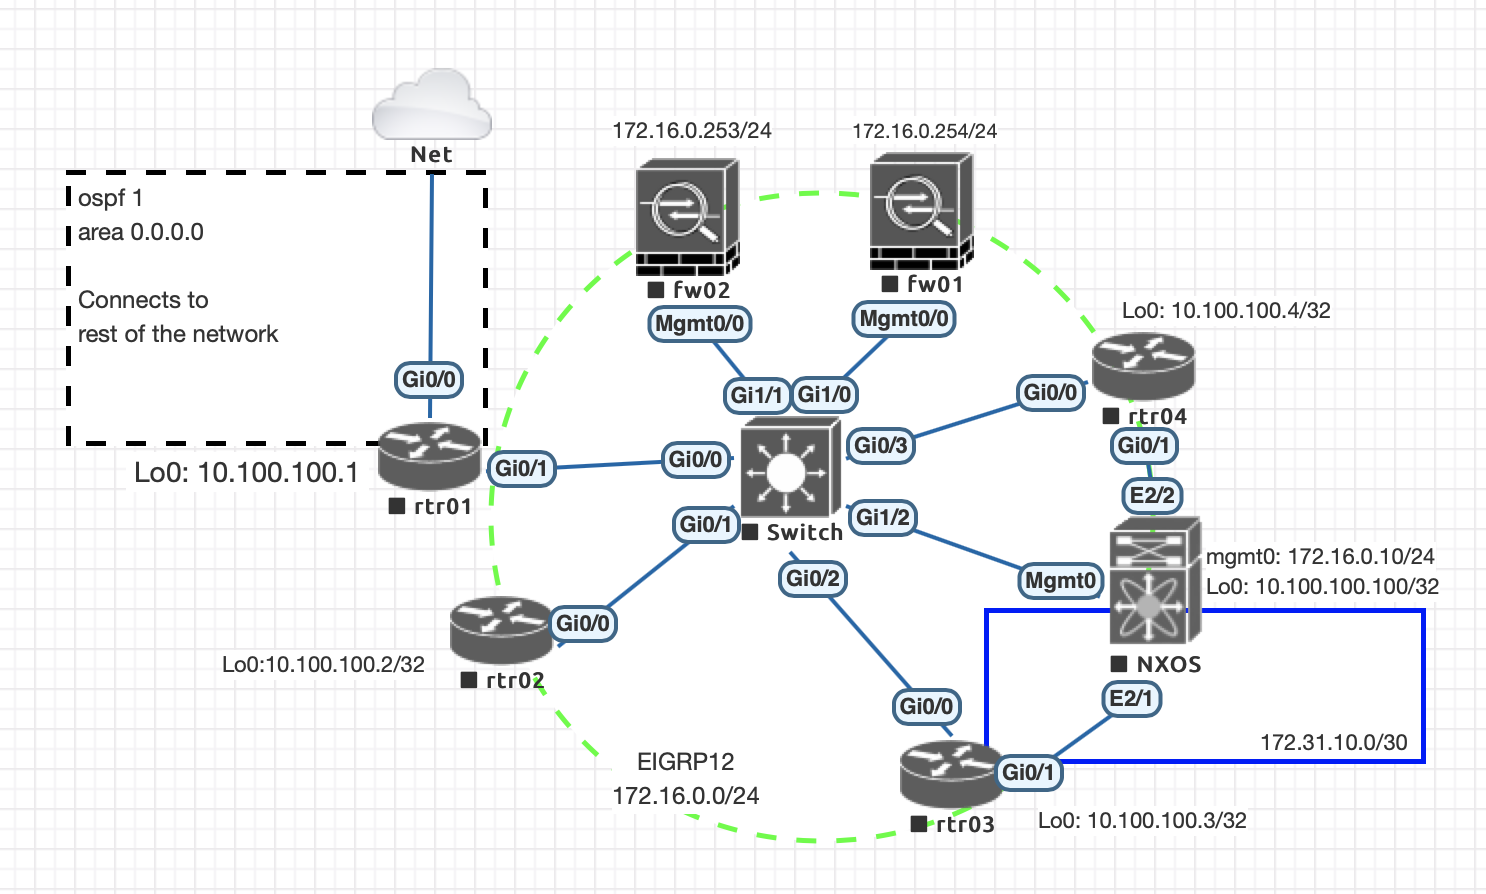 172.16.0.253/24
172.16.0.254/24
Net
ospf 1
area 0.0.0.0
Connects to
rest of the network
fw02
fw01
Mgmt0/0
Mgmt0/0
Lo0: 10.100.100.4/32
Gi0/0
Gi1/1
Gi1/0
Gi0/0
rtr04
Gi0/1
Gi0/3
Lo0: 10.100.100.1
Gi0/1
Gi0/0
E2/2
rtr01
Gi0/1
Switch
Gi1/2
mgmt0: 172.16.0.10/24
Lo0: 10.100.100.100/32
Gi0/2
Mgmt0
Gi0/0
Lo0:10.100.100.2/32
rtr02
NXOS
E2/1
Gi0/0
172.31.10.0/30
EIGRP12
172.16.0.0/24
Gi0/1
rtr03
Lo0: 10.100.100.3/32